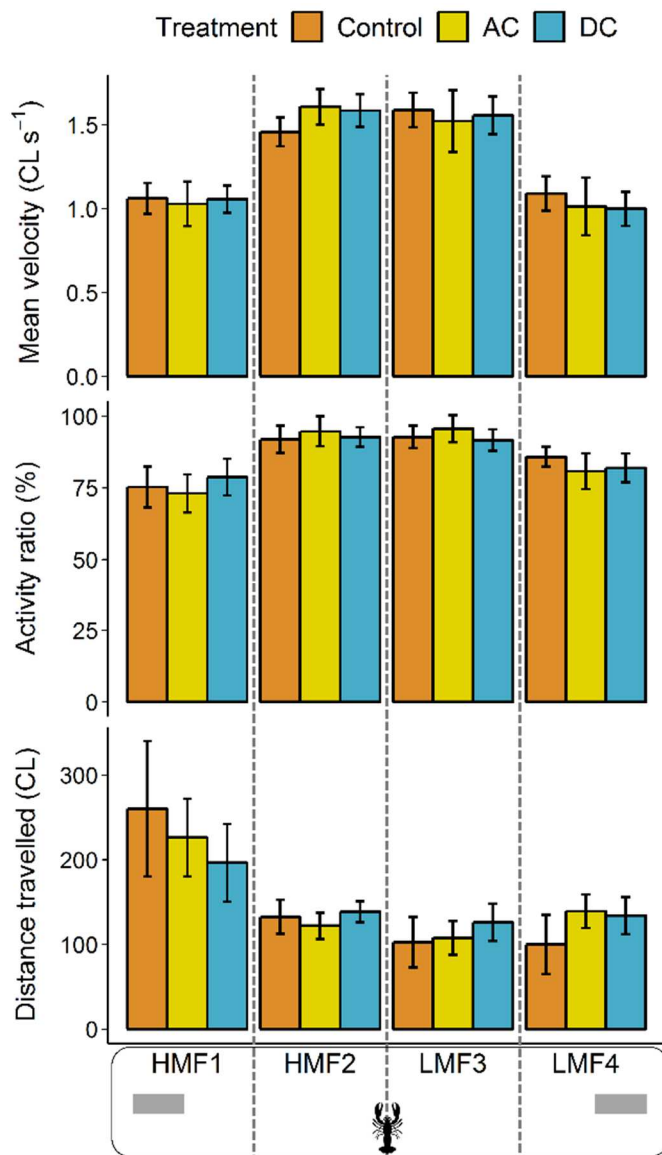 Treatment Control AC DC
Mean velocity (CL s⁻¹)
1.5
1.0
0.5
0.0
Activity ratio (%)
100
75
50
25
0
Distance travelled (CL)
300
200
100
0
HMF1 HMF2 LMF3 LMF4